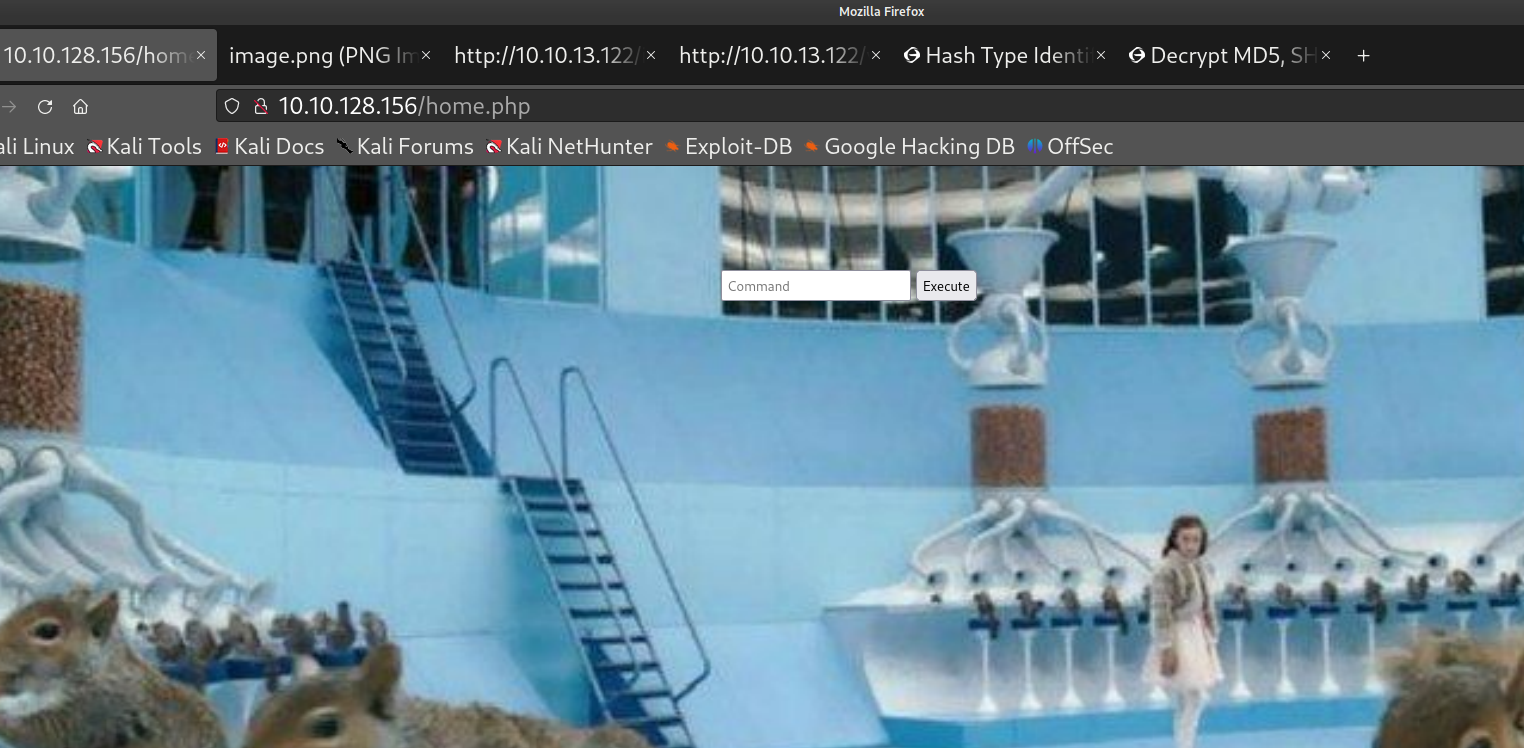 Mozilla Firefox
10.10.128.156/home image.png (PNG Im http://10.10.13.122/ http://10.10.13.122/ Hash Type Identi Decrypt MD5, SH
10.10.128.156/home.php
ali Linux Kali Tools Kali Docs Kali Forums Kali NetHunter Exploit-DB Google Hacking DB OffSec
Command Execute